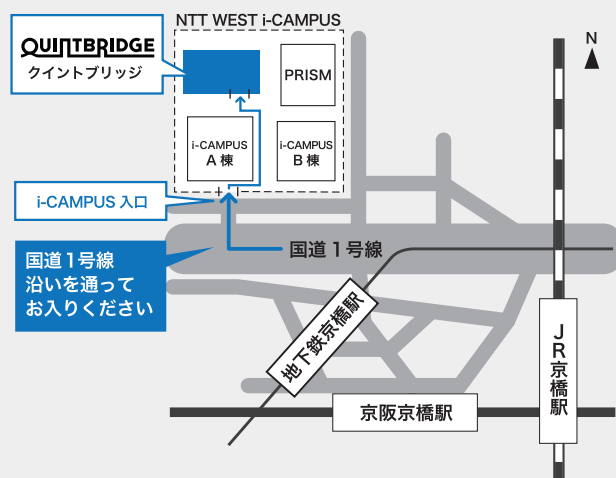 NTT WEST i-CAMPUS
QUINTBRIDGE
クイントブリッジ
PRISM
i-CAMPUS
A棟
i-CAMPUS
B棟
N
i-CAMPUS 入口
国道1号線
沿いを通って
お入りください
国道1号線
地下鉄京橋駅
京阪京橋駅
JR京橋駅